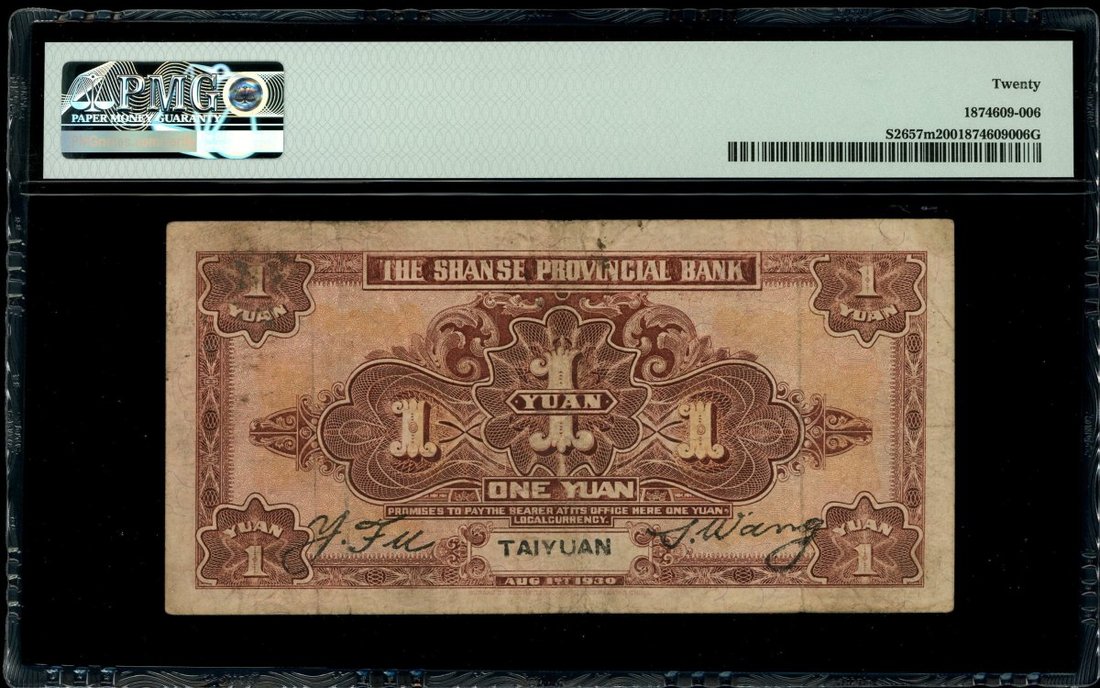 PMG
PAPER MONEY GUARANTY
Twenty
1874609-006
S2657m2001874609006G
THE SHANSE PROVINCIAL BANK
1
YUAN
1
YUAN
1
YUAN
1
1
ONE YUAN
PROMISES TO PAY THE BEARER AT ITS OFFICE HERE ONE YUAN
LOCAL CURRENCY.
YUAN
1
Y. Fu
TAIYUAN
S. Wang
YUAN
1
AUG 1ST 1930